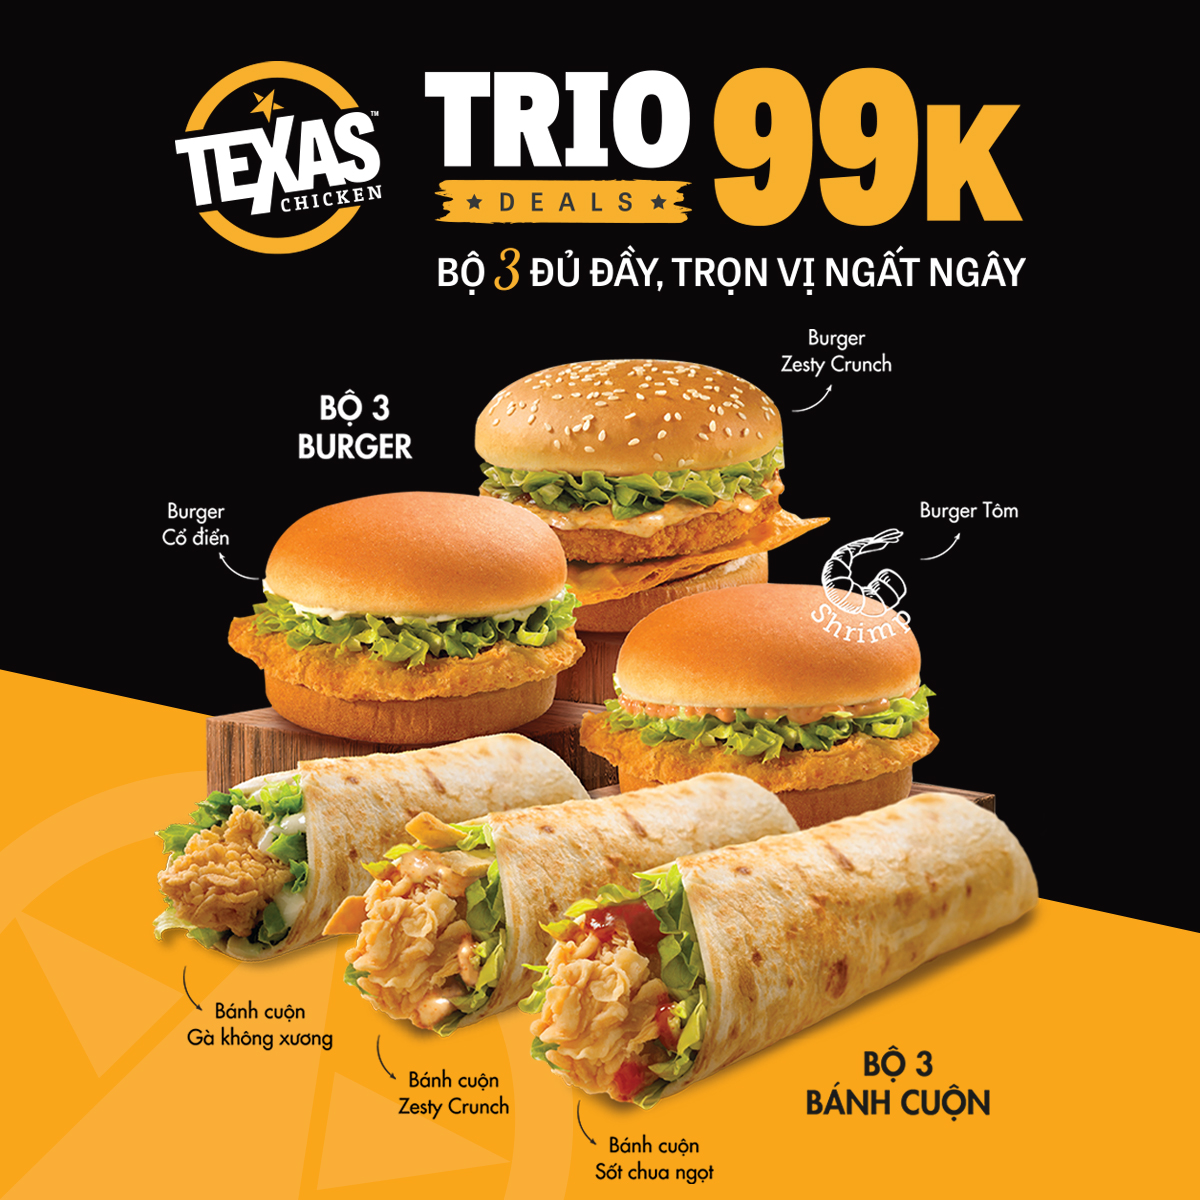 TEXAS™
CHICKEN
TRIO
DEALS
99K
BỘ 3 ĐỦ ĐẦY, TRỌN VỊ NGẤT NGÂY
Burger
Zesty Crunch
BỘ 3
BURGER
Burger
Cổ điển
Burger Tôm
Shrimp
Bánh cuộn
Gà không xương
Bánh cuộn
Zesty Crunch
BỘ 3
BÁNH CUỘN
Bánh cuộn
Sốt chua ngọt